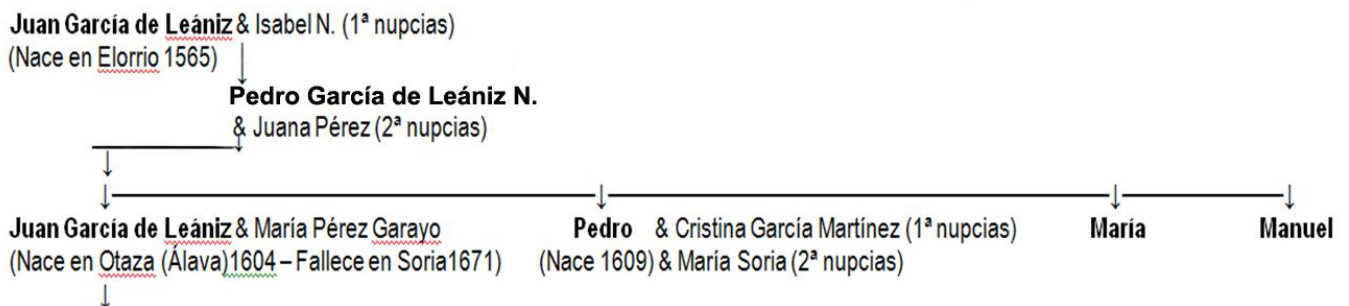 Juan García de Leániz & Isabel N. (1ª nupcias)
(Nace en Elorrio 1565)
Pedro García de Leániz N.
& Juana Pérez (2ª nupcias)
Juan García de Leániz & María Pérez Garayo Pedro & Cristina García Martínez (1ª nupcias) María Manuel
(Nace en Otaza (Álava)1604 – Fallece en Soria1671) (Nace 1609) & María Soria (2ª nupcias)